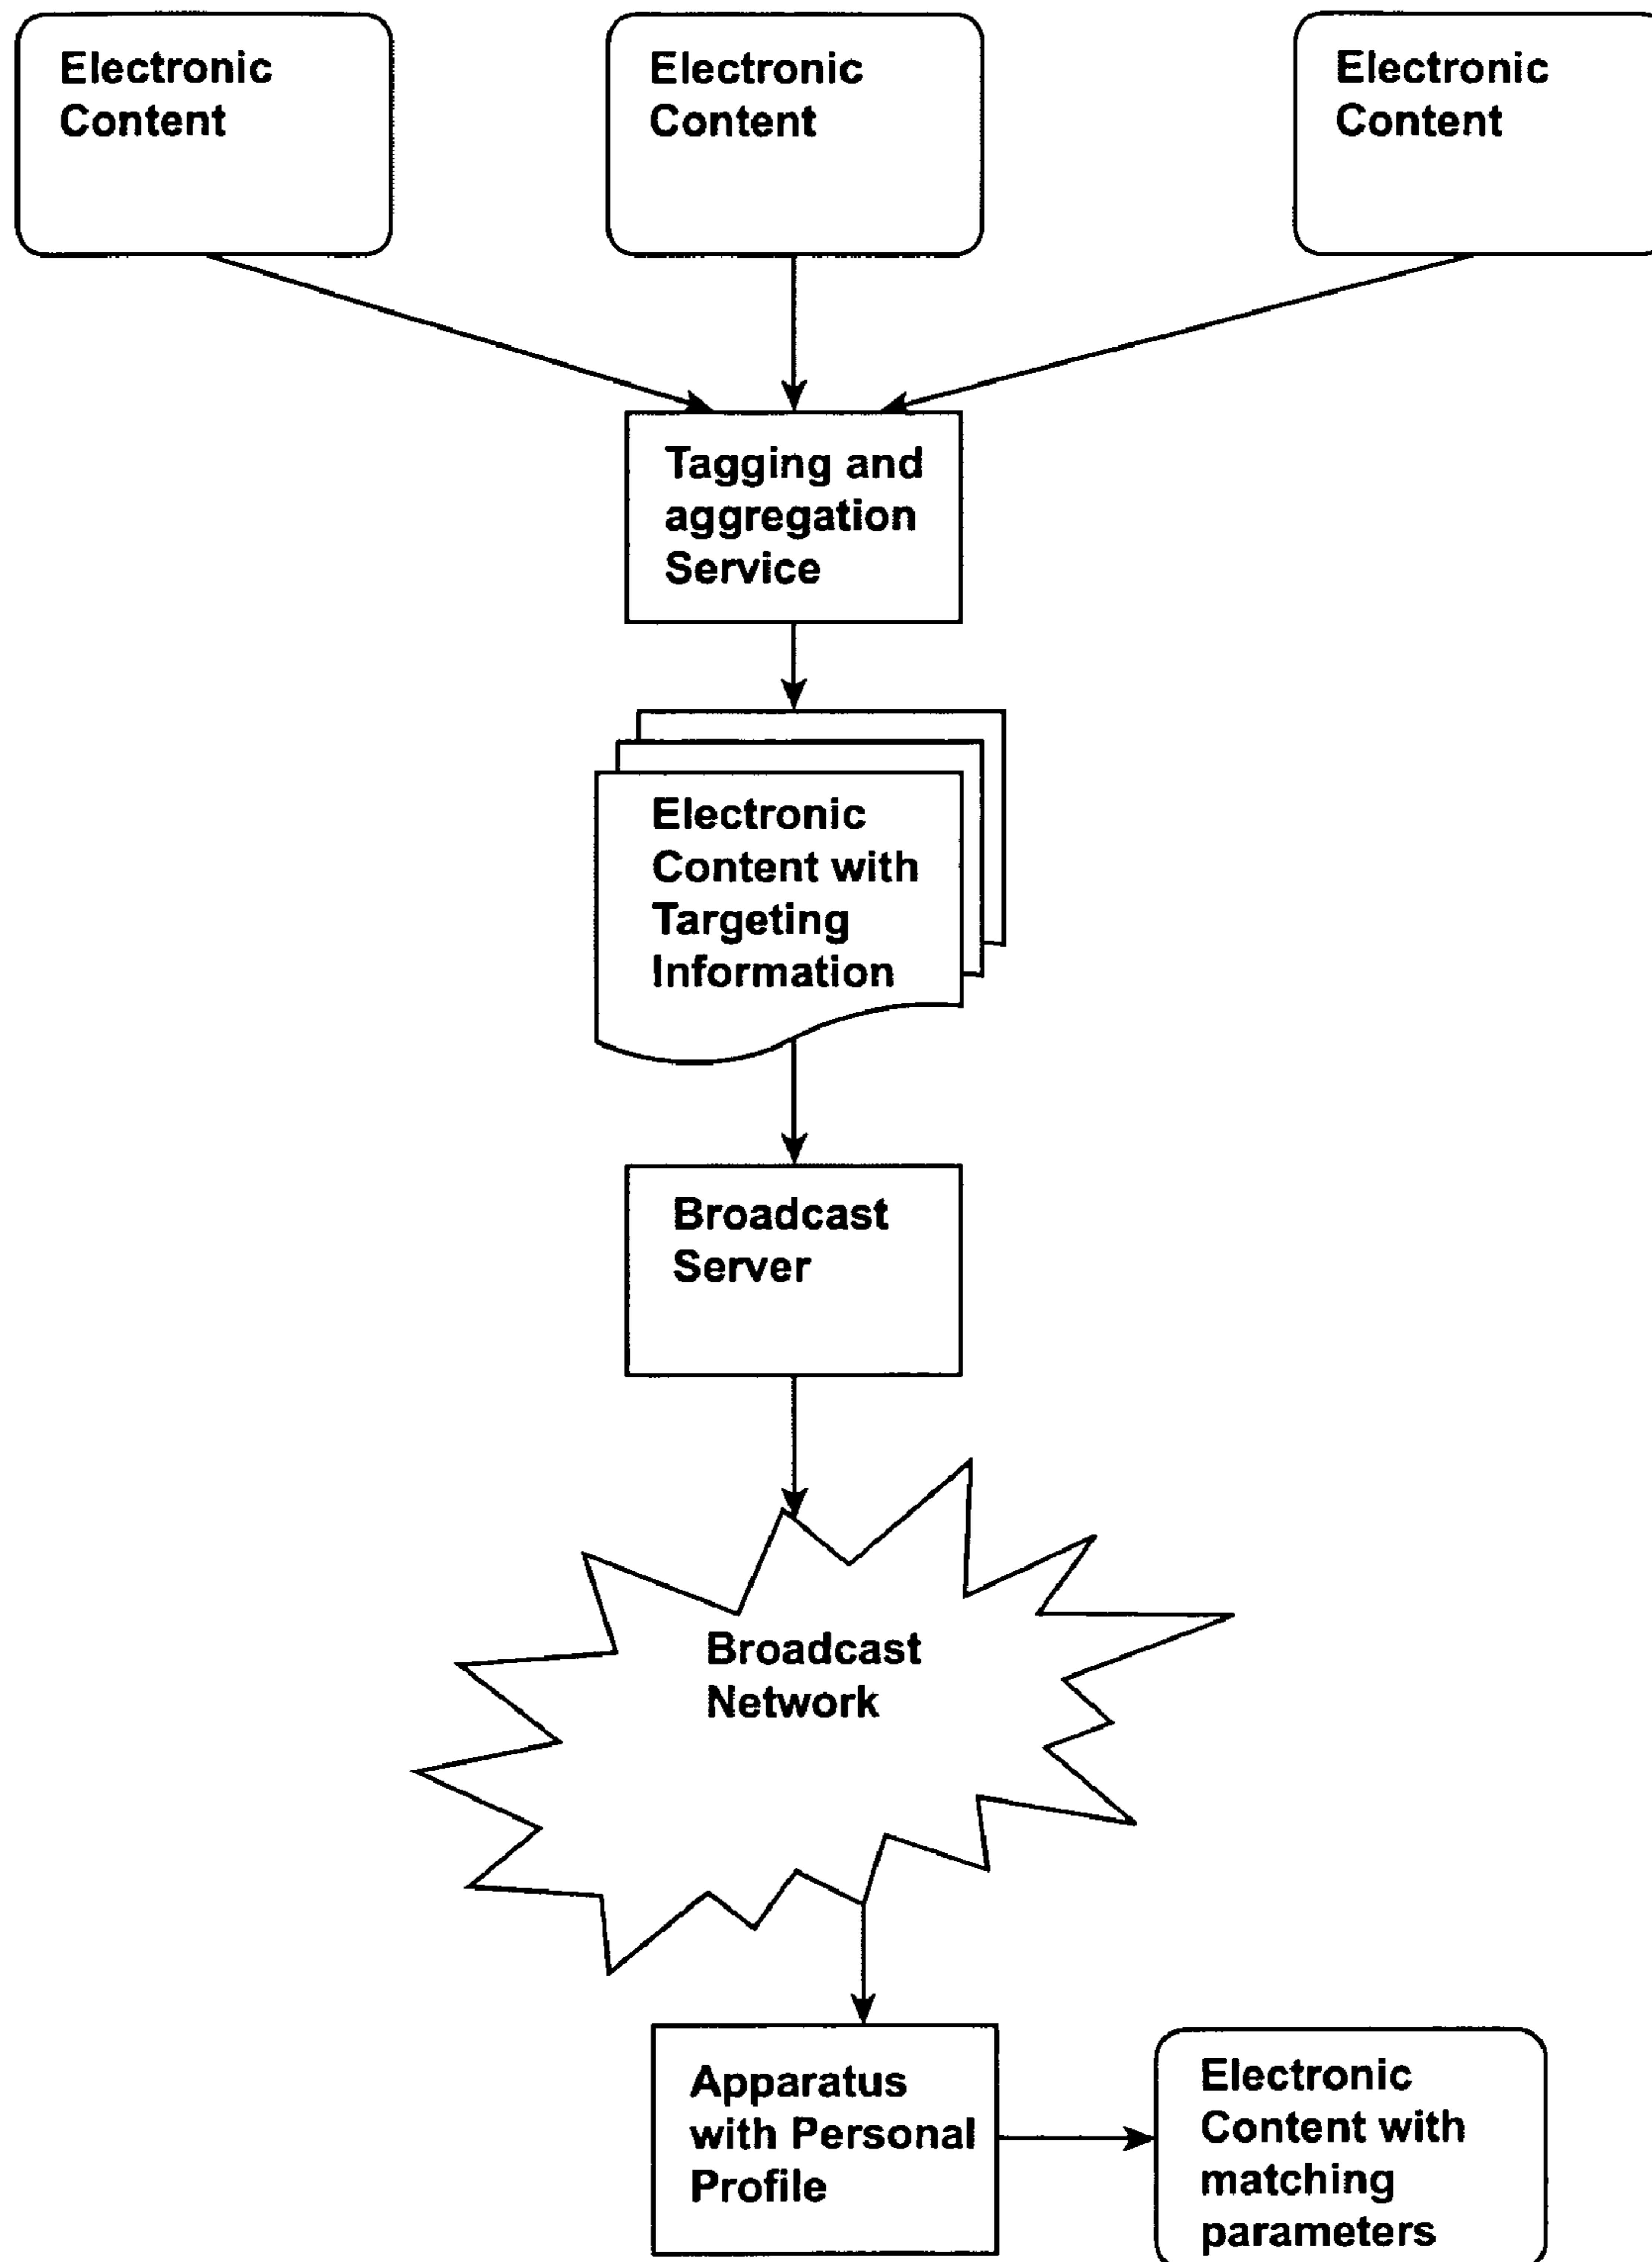 Electronic
Content
Electronic
Content
Electronic
Content
Tagging and
aggregation
Service
Electronic
Content with
Targeting
Information
Broadcast
Server
Broadcast
Network
Apparatus
with Personal
Profile
Electronic
Content with
matching
parameters